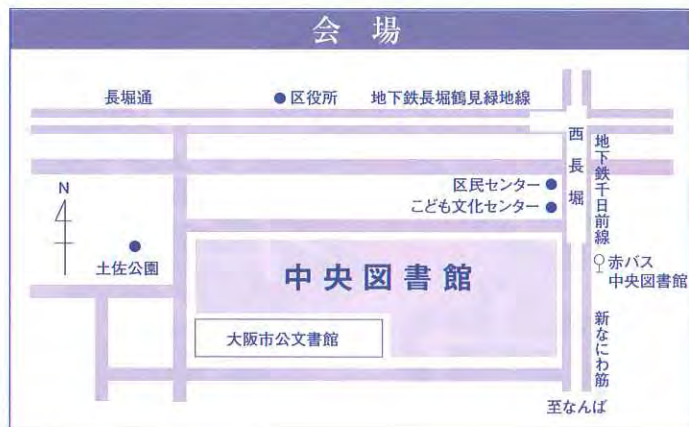 会場
長堀通
●区役所
地下鉄長堀鶴見緑地線
西長堀
地下鉄千日前線
区民センター●
こども文化センター●
N
土佐公園
中央図書館
赤バス
中央図書館
大阪市公文書館
新なにわ筋
至なんば